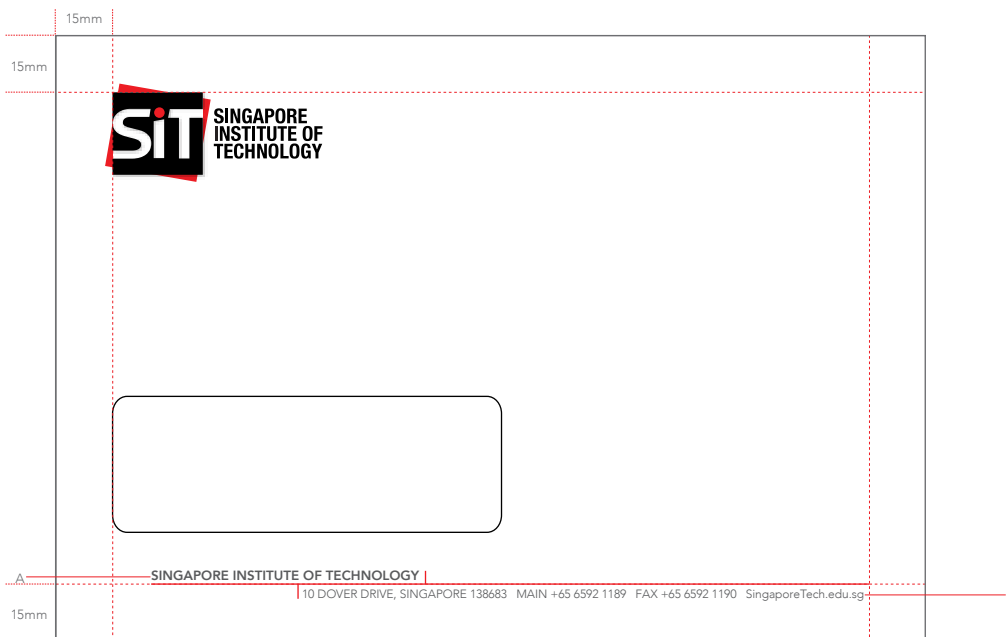 15mm
15mm
SiT
SINGAPORE
INSTITUTE OF
TECHNOLOGY
A
SINGAPORE INSTITUTE OF TECHNOLOGY
10 DOVER DRIVE, SINGAPORE 138683 MAIN +65 6592 1189 FAX +65 6592 1190 SingaporeTech.edu.sg
15mm